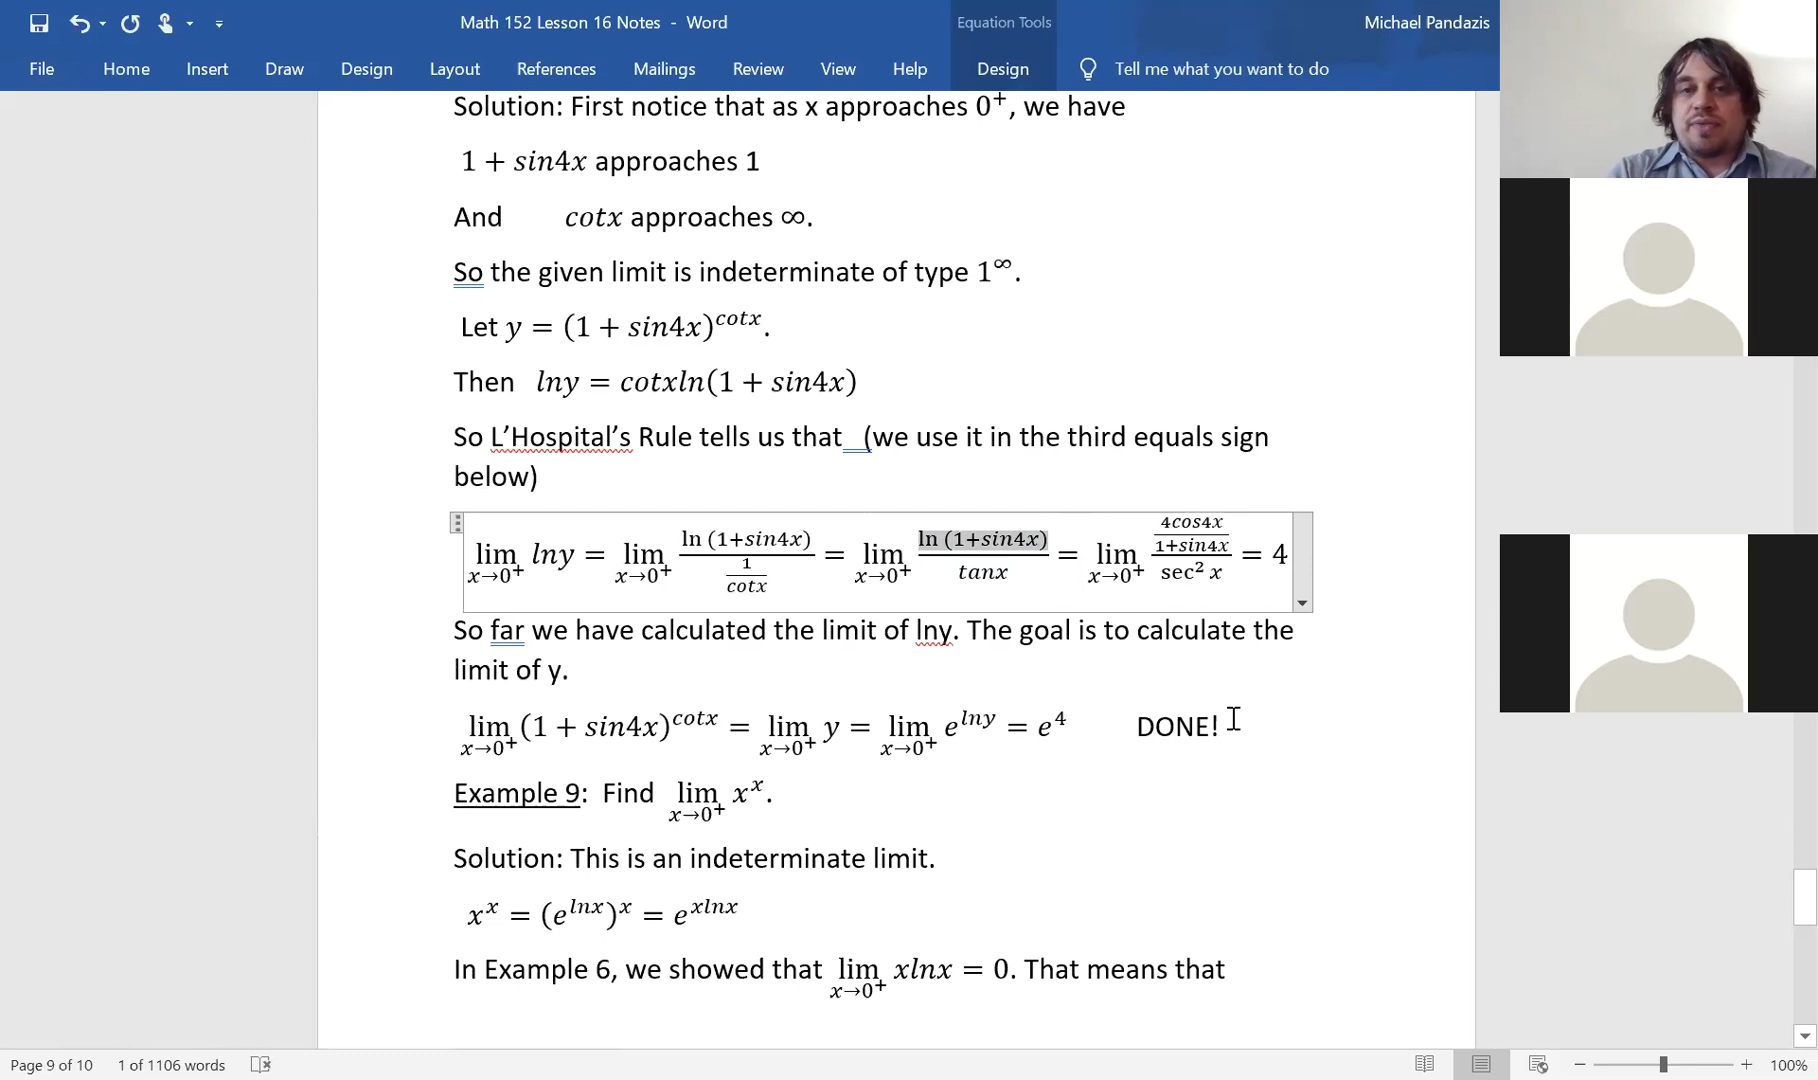 Math 152 Lesson 16 Notes - Word
Equation Tools
Michael Pandazis
File Home Insert Draw Design Layout References Mailings Review View Help Design Tell me what you want to do
Solution: First notice that as x approaches 0⁺, we have
1 + sin4x approaches 1
And cotx approaches ∞.
So the given limit is indeterminate of type 1^∞.
Let y = (1 + sin4x)^{cotx}.
Then lny = cotxln(1 + sin4x)
So L’Hospital’s Rule tells us that (we use it in the third equals sign
below)
lim_{x→0⁺} lny = lim_{x→0⁺} \frac{ln (1+sin4x)}{\frac{1}{cotx}} = lim_{x→0⁺} \frac{ln (1+sin4x)}{tanx} = lim_{x→0⁺} \frac{\frac{4cos4x}{1+sin4x}}{sec² x} = 4
So far we have calculated the limit of lny. The goal is to calculate the
limit of y.
lim_{x→0⁺} (1 + sin4x)^{cotx} = lim_{x→0⁺} y = lim_{x→0⁺} e^{lny} = e⁴ DONE!
Example 9: Find lim_{x→0⁺} x^x.
Solution: This is an indeterminate limit.
x^x = (e^{lnx})^x = e^{xlnx}
In Example 6, we showed that lim_{x→0⁺} xlnx = 0. That means that
Page 9 of 10 1 of 1106 words 100%